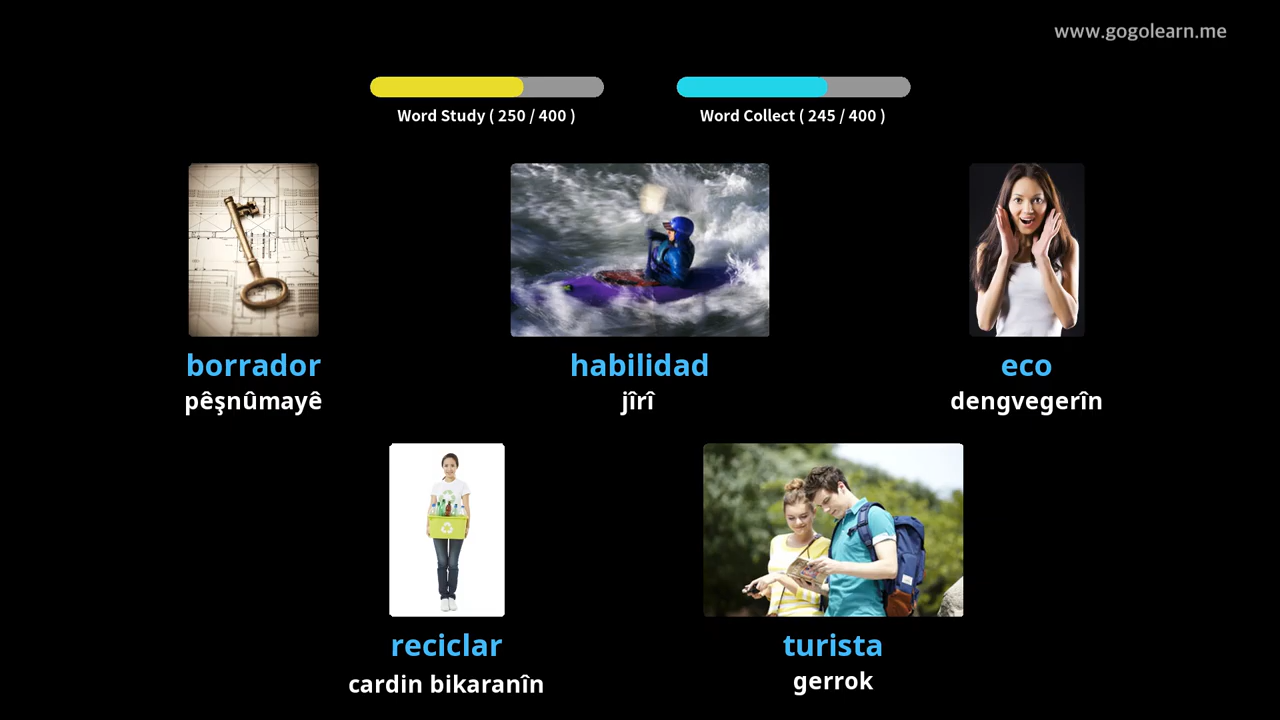 www.gogolearn.me
Word Study ( 250 / 400 )
Word Collect ( 245 / 400 )
borrador
pêşnûmayê
habilidad
jîrî
eco
dengvegerîn
reciclar
cardin bikaranîn
turista
gerrok